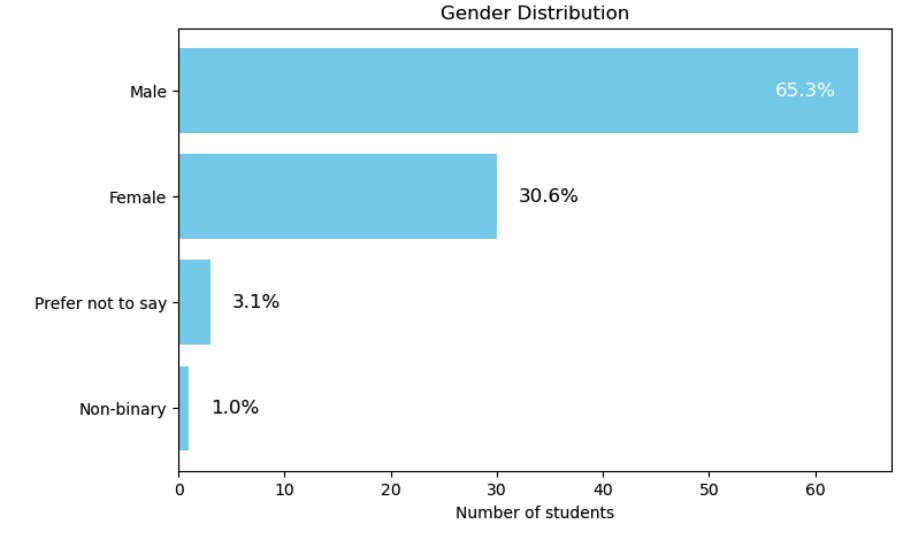 Gender Distribution
Male
65.3%
Female
30.6%
Prefer not to say
3.1%
Non-binary
1.0%
0 10 20 30 40 50 60
Number of students